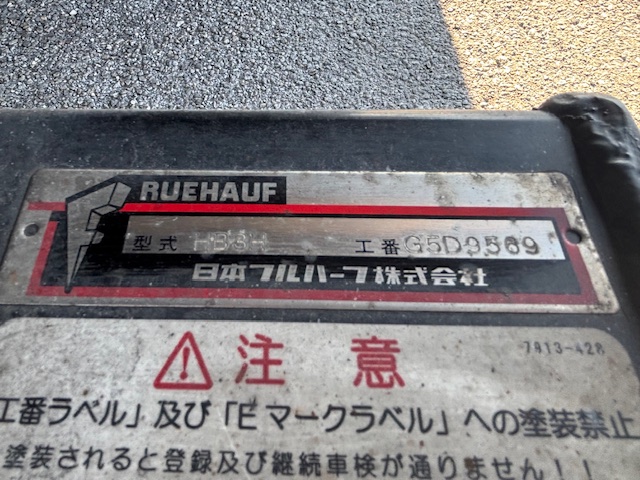 FRUEHAUF
型式 HB3H 工番 G5D9569
日本フルハーフ株式会社
注意
7813-428
工番ラベル」及び「Eマークラベル」への塗装禁止
塗装されると登録及び継続車検が通りません!!